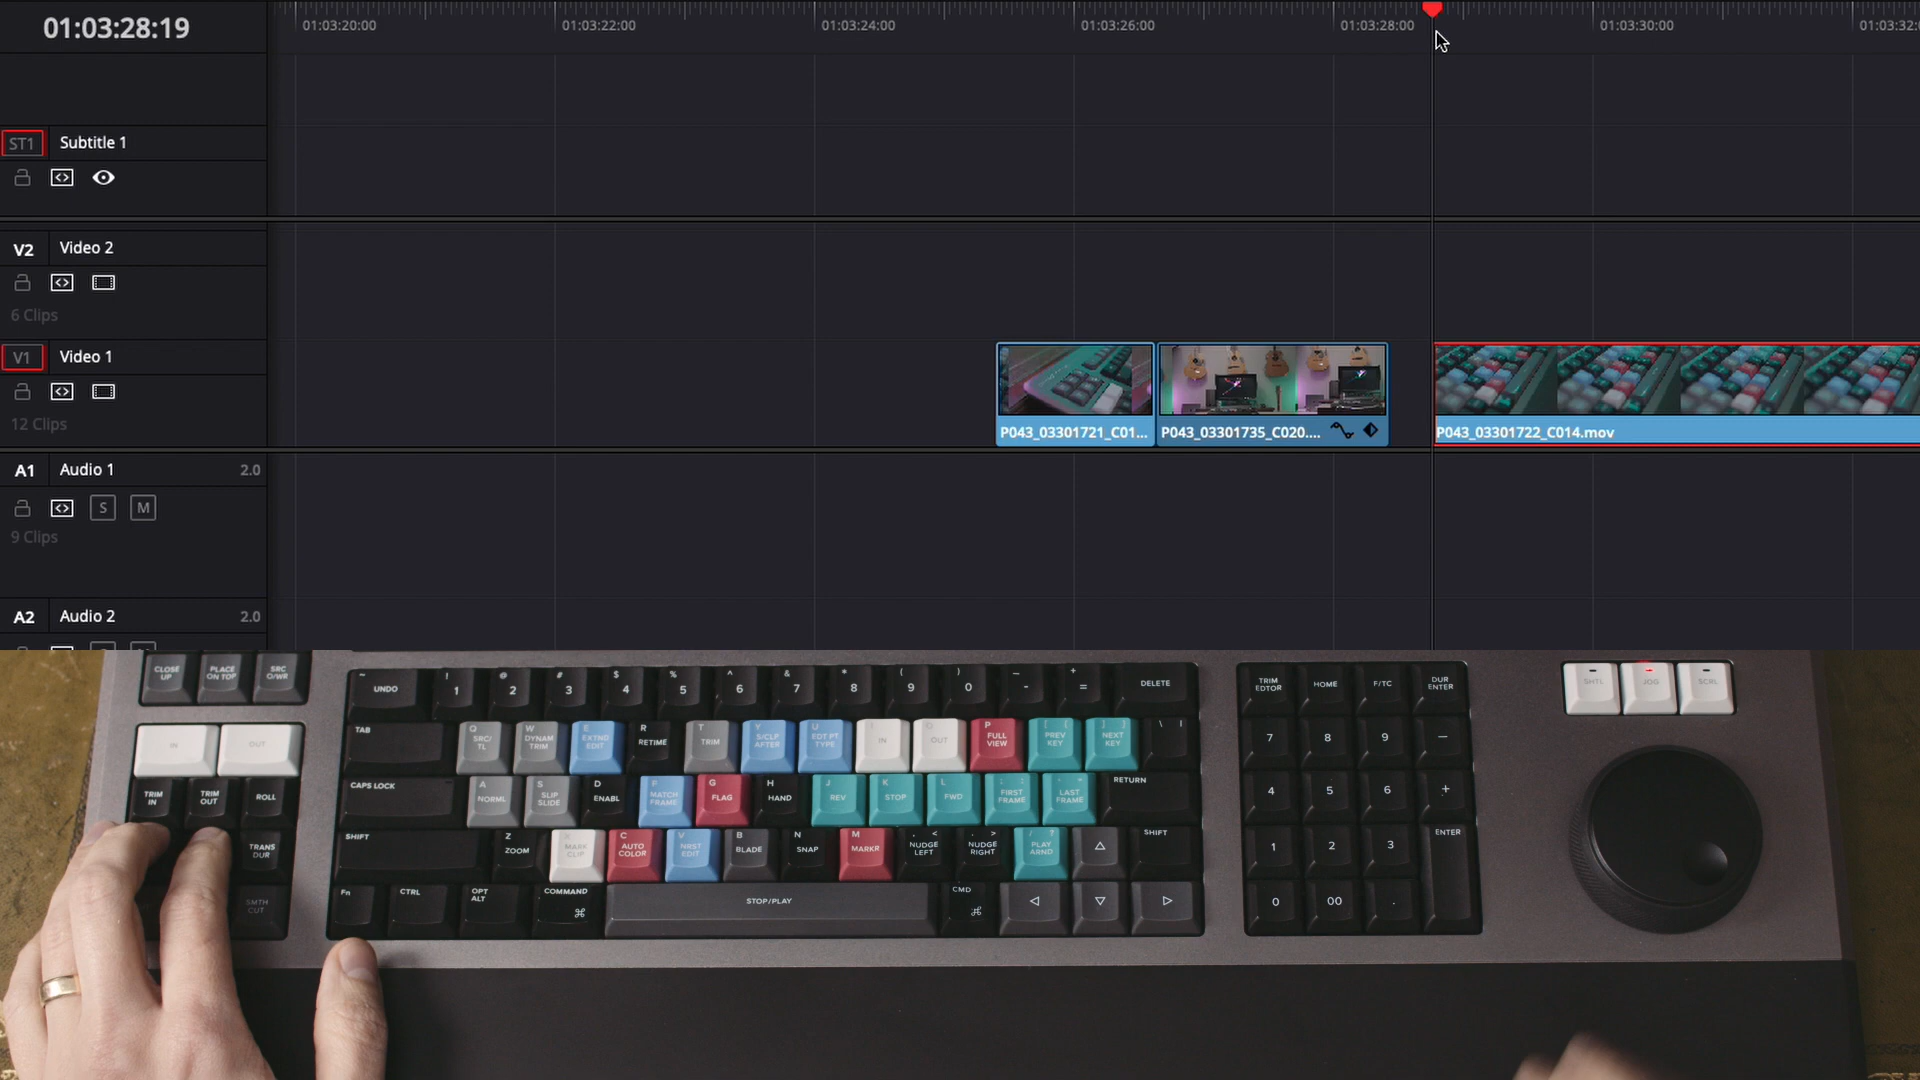 01:03:28:19
01:03:20:00 01:03:22:00 01:03:24:00 01:03:26:00 01:03:28:00 01:03:30:00 01:03:32:
ST1 Subtitle 1
V2 Video 2
6 Clips
V1 Video 1
12 Clips
P043_03301721_C01... P043_03301735_C020.... P043_03301722_C014.mov
A1 Audio 1 2.0
S M
9 Clips
A2 Audio 2 2.0
CLOSE UP PLACE ON TOP SRC O/WR
IN OUT
TRIM IN TRIM OUT ROLL
TRANS DUR
SMTH CUT
~ UNDO ! 1 @ 2 # 3 $ 4 % 5 ^ 6 & 7 * 8 ( 9 ) 0 - + = DELETE
TAB Q SRC/ TL W DYNAM TRIM E EXTND EDIT R RETIME T TRIM Y S/CLP AFTER U EDT PT TYPE I IN O OUT P FULL VIEW [ { PREV KEY ] } NEXT KEY \ |
CAPS LOCK A NORML S SLIP SLIDE D ENABL F MATCH FRAME G FLAG H HAND J REV K STOP L FWD ; : FIRST FRAME LAST FRAME RETURN
SHIFT Z ZOOM X MARK CLIP C AUTO COLOR V NRST EDIT B BLADE N SNAP M MARKR , < NUDGE LEFT . > NUDGE RIGHT / ? PLAY ARND SHIFT
Fn CTRL OPT ALT COMMAND ⌘ STOP/PLAY CMD ⌘
TRIM EDTOR HOME F/TC DUR ENTER
7 8 9 -
4 5 6 +
1 2 3 ENTER
0 00 .
SHTL JOG SCRL